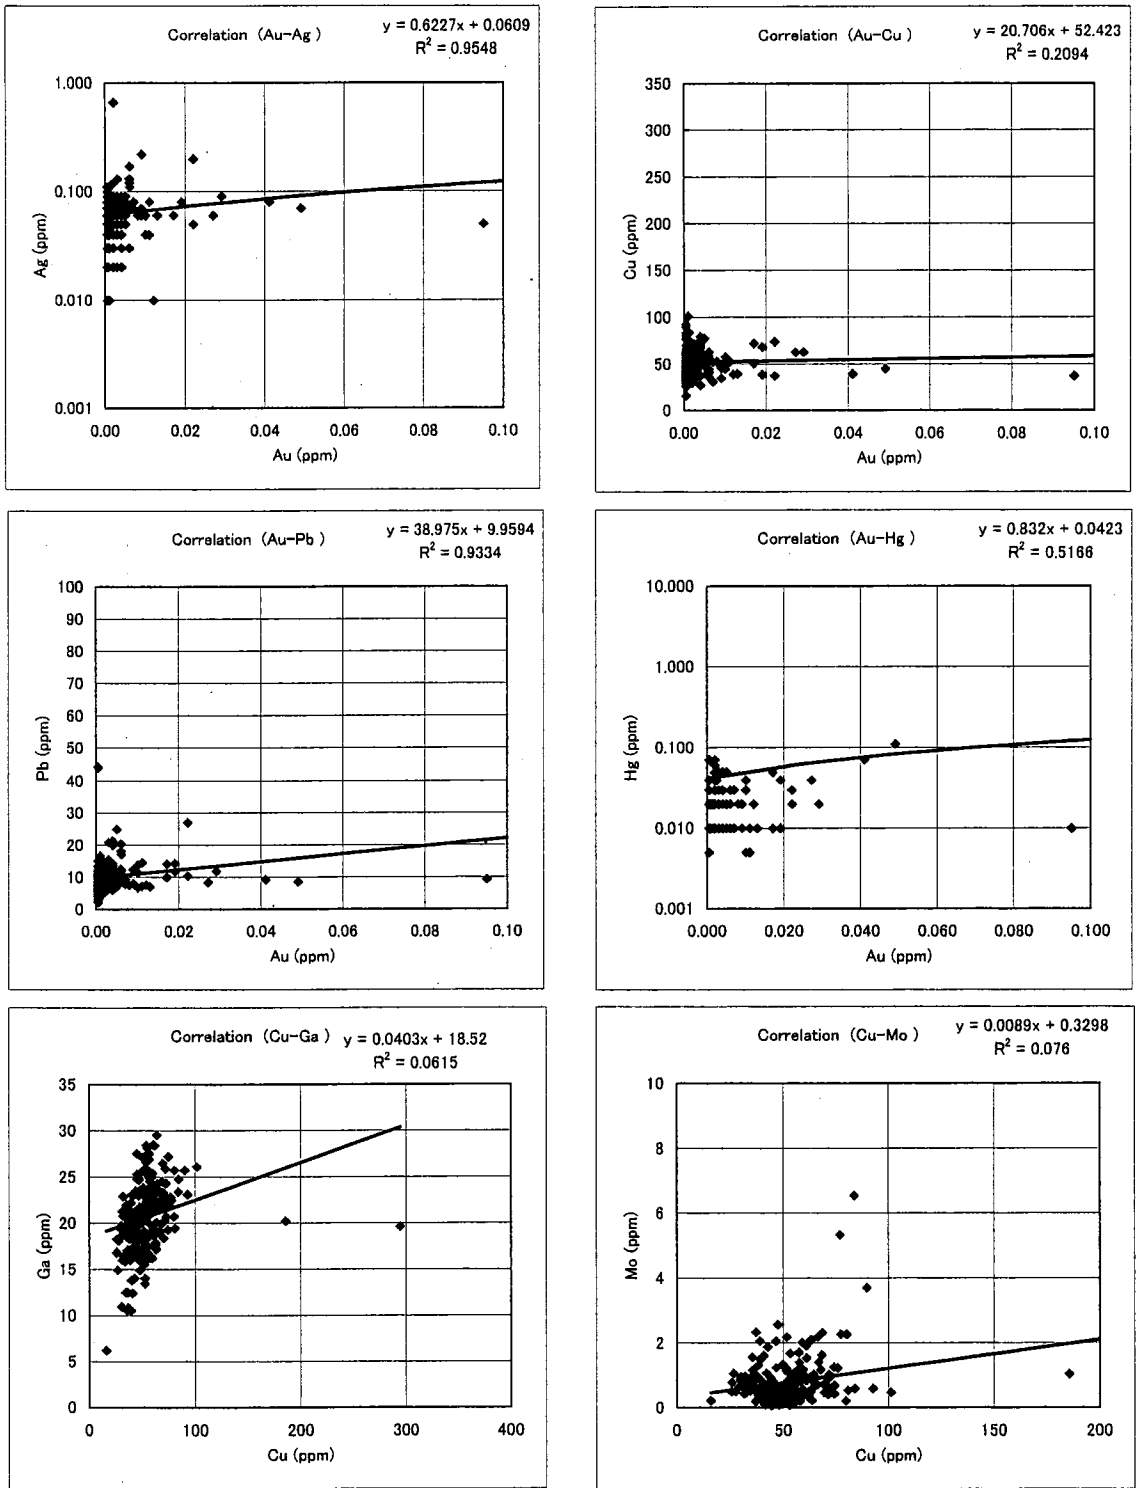 Correlation (Au-Ag)
y = 0.6227x + 0.0609
R² = 0.9548
1.000
0.100
0.010
0.001
Ag (ppm)
0.00 0.02 0.04 0.06 0.08 0.10
Au (ppm)
Correlation (Au-Cu)
y = 20.706x + 52.423
R² = 0.2094
350
300
250
200
150
100
50
0
Cu (ppm)
0.00 0.02 0.04 0.06 0.08 0.10
Au (ppm)
Correlation (Au-Pb)
y = 38.975x + 9.9594
R² = 0.9334
100
90
80
70
60
50
40
30
20
10
0
Pb (ppm)
0.00 0.02 0.04 0.06 0.08 0.10
Au (ppm)
Correlation (Au-Hg)
y = 0.832x + 0.0423
R² = 0.5166
10.000
1.000
0.100
0.010
0.001
Hg (ppm)
0.000 0.020 0.040 0.060 0.080 0.100
Au (ppm)
Correlation (Cu-Ga)
y = 0.0403x + 18.52
R² = 0.0615
35
30
25
20
15
10
5
0
Ga (ppm)
0 100 200 300 400
Cu (ppm)
Correlation (Cu-Mo)
y = 0.0089x + 0.3298
R² = 0.076
10
8
6
4
2
0
Mo (ppm)
0 50 100 150 200
Cu (ppm)